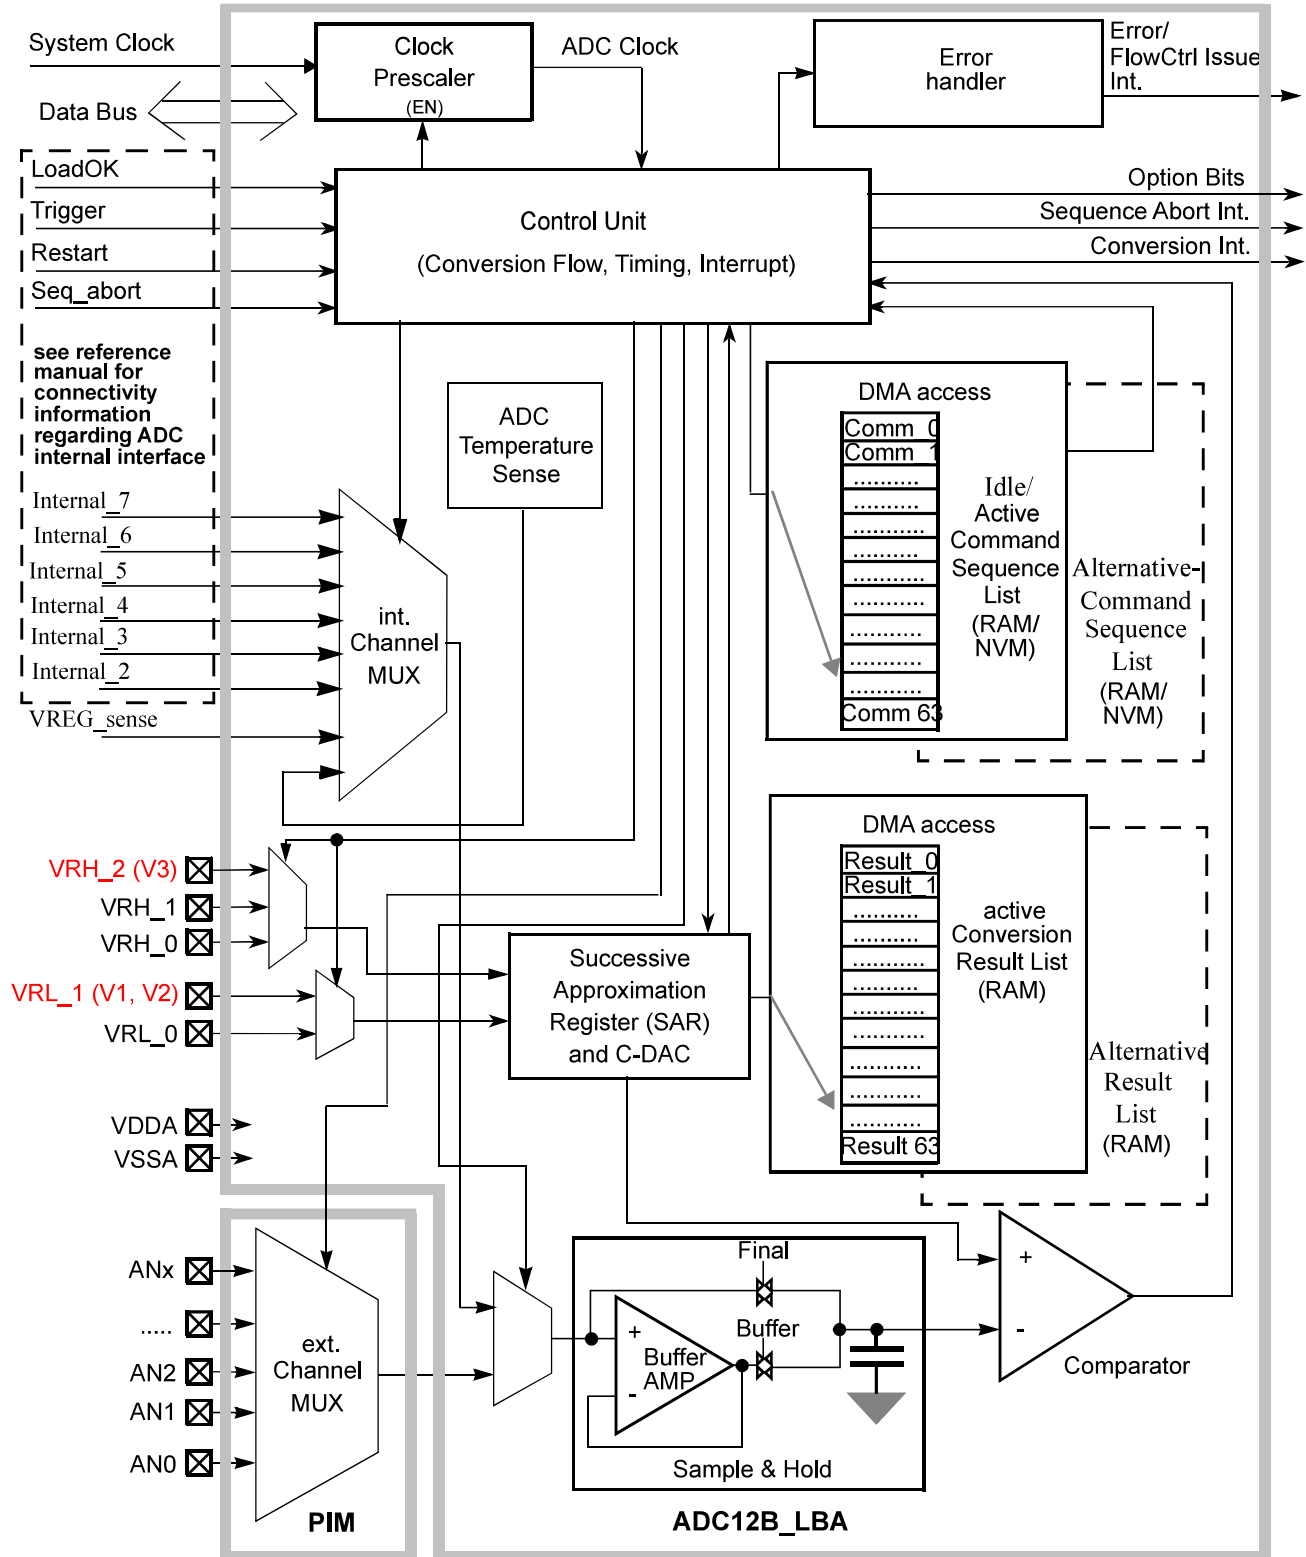 System Clock
Clock
Prescaler
(EN)
ADC Clock
Error
handler
Error/
FlowCtrl Issue
Int.
Data Bus
LoadOK
Trigger
Restart
Seq_abort
Control Unit
(Conversion Flow, Timing, Interrupt)
Option Bits
Sequence Abort Int.
Conversion Int.
see reference
manual for
connectivity
information
regarding ADC
internal interface
ADC
Temperature
Sense
DMA access
Comm_0
Comm_1
..........
..........
..........
..........
..........
...........
...........
...........
Comm 63
Idle/
Active
Command
Sequence
List
(RAM/
NVM)
Alternative-
Command
Sequence
List
(RAM/
NVM)
Internal_7
Internal_6
Internal_5
Internal_4
Internal_3
Internal_2
VREG_sense
int.
Channel
MUX
VRH_2 (V3)
VRH_1
VRH_0
VRL_1 (V1, V2)
VRL_0
VDDA
VSSA
Successive
Approximation
Register (SAR)
and C-DAC
DMA access
Result_0
Result_1
..........
..........
..........
..........
..........
...........
...........
...........
Result 63
active
Conversion
Result List
(RAM)
Alternative
Result
List
(RAM)
ANx
.....
AN2
AN1
AN0
ext.
Channel
MUX
PIM
Final
Buffer
+
Buffer
AMP
-
Sample & Hold
+
-
Comparator
ADC12B_LBA